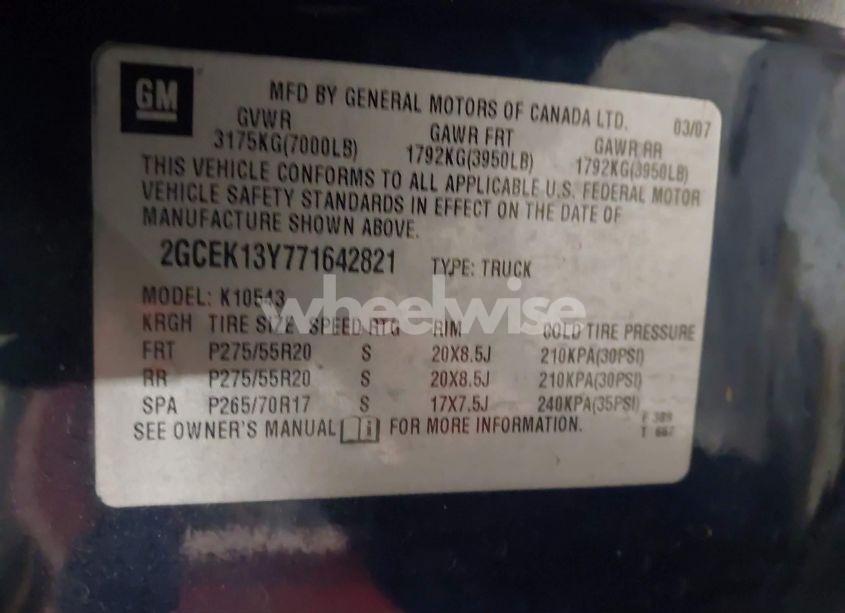 GM
MFD BY GENERAL MOTORS OF CANADA LTD. 03/07
GVWR GAWR FRT GAWR RR
3175KG(7000LB) 1792KG(3950LB) 1792KG(3950LB)
THIS VEHICLE CONFORMS TO ALL APPLICABLE U.S. FEDERAL MOTOR
VEHICLE SAFETY STANDARDS IN EFFECT ON THE DATE OF
MANUFACTURE SHOWN ABOVE.
2GCEK13Y771642821 TYPE: TRUCK
MODEL: K10543
wheelwise
KRGH TIRE SIZE SPEED RTG RIM COLD TIRE PRESSURE
FRT P275/55R20 S 20X8.5J 210KPA(30PSI)
RR P275/55R20 S 20X8.5J 210KPA(30PSI)
SPA P265/70R17 S 17X7.5J 240KPA(35PSI)
SEE OWNER'S MANUAL i FOR MORE INFORMATION.